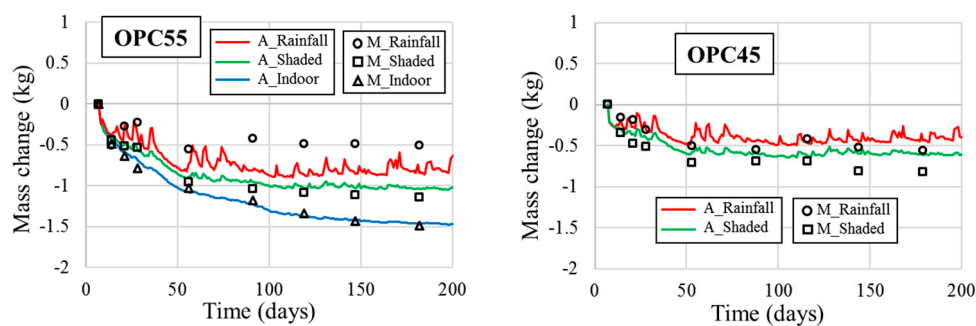 OPC55
A_Rainfall
A_Shaded
A_Indoor
M_Rainfall
M_Shaded
M_Indoor
Mass change (kg)
1
0.5
0
-0.5
-1
-1.5
-2
0
50
100
150
200
Time (days)
OPC45
A_Rainfall
A_Shaded
M_Rainfall
M_Shaded
Mass change (kg)
1
0.5
0
-0.5
-1
-1.5
-2
0
50
100
150
200
Time (days)